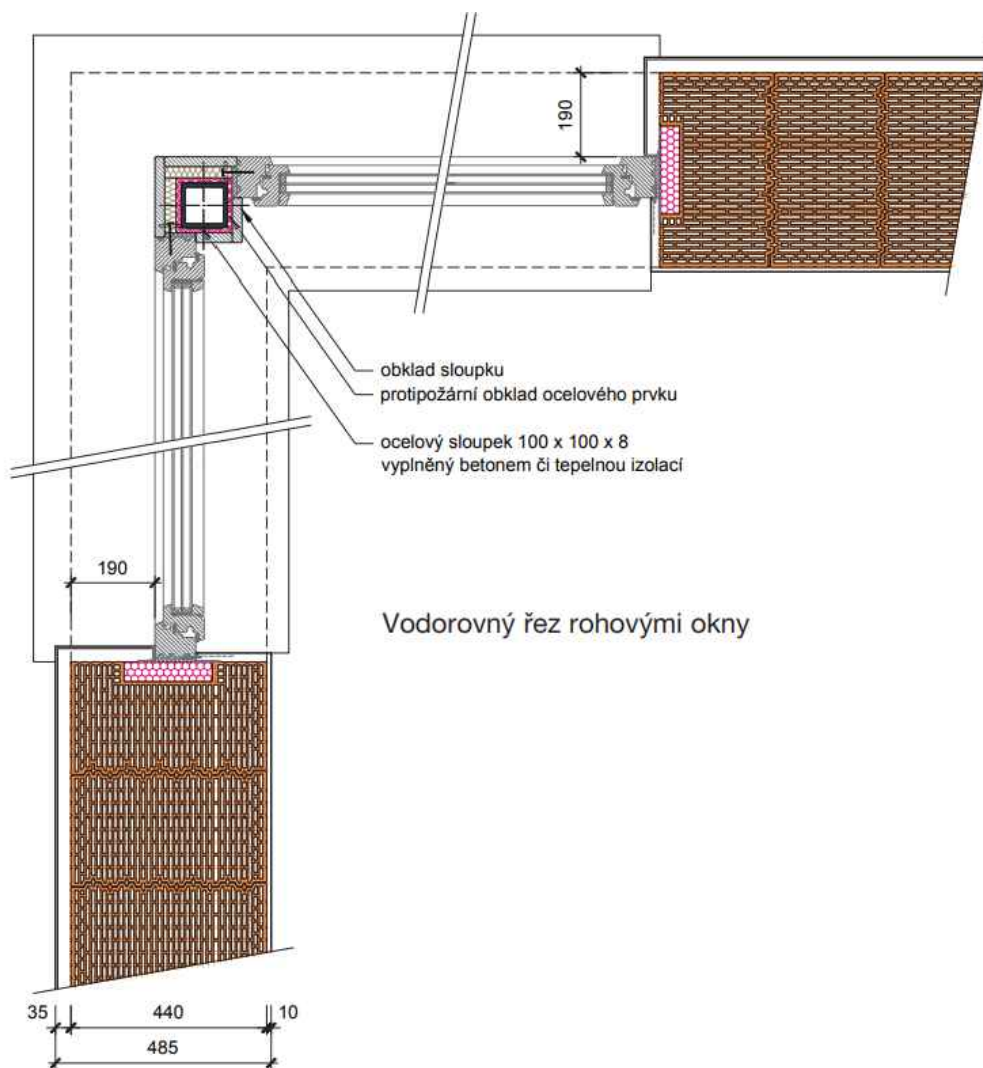 190
obklad sloupku
protipožární obklad ocelového prvku
ocelový sloupek 100 x 100 x 8
vyplněný betonem či tepelnou izolací
190
Vodorovný řez rohovými okny
35 440 10
485